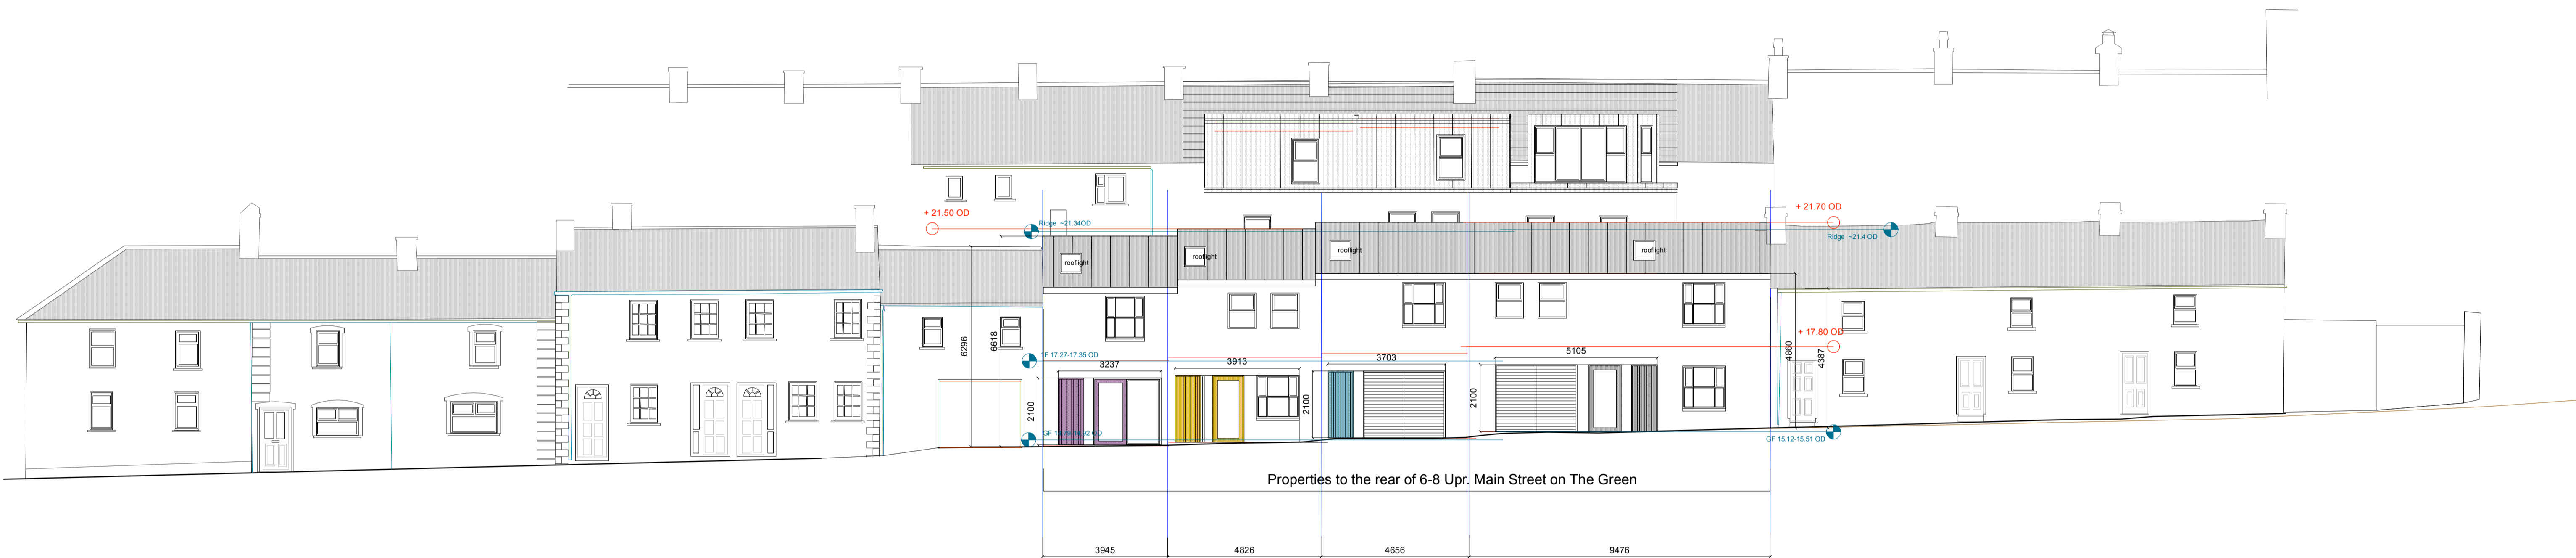 + 21.50 OD
+ 21.70 OD
Ridge ~21.34OD
Ridge ~21.4 OD
rooflight
rooflight
rooflight
rooflight
6296
6618
+ 17.80 OD
1F 17.27-17.35 OD
3237
3913
3703
5105
4860
4387
2100
2100
2100
GF 15.12-15.51 OD
Properties to the rear of 6-8 Upr. Main Street on The Green
3945
4826
4656
9476